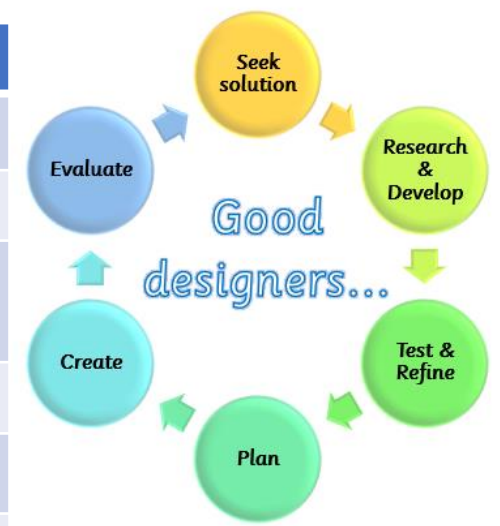 Seek
solution
Research
&
Develop
Test &
Refine
Plan
Create
Evaluate
Good
designers...